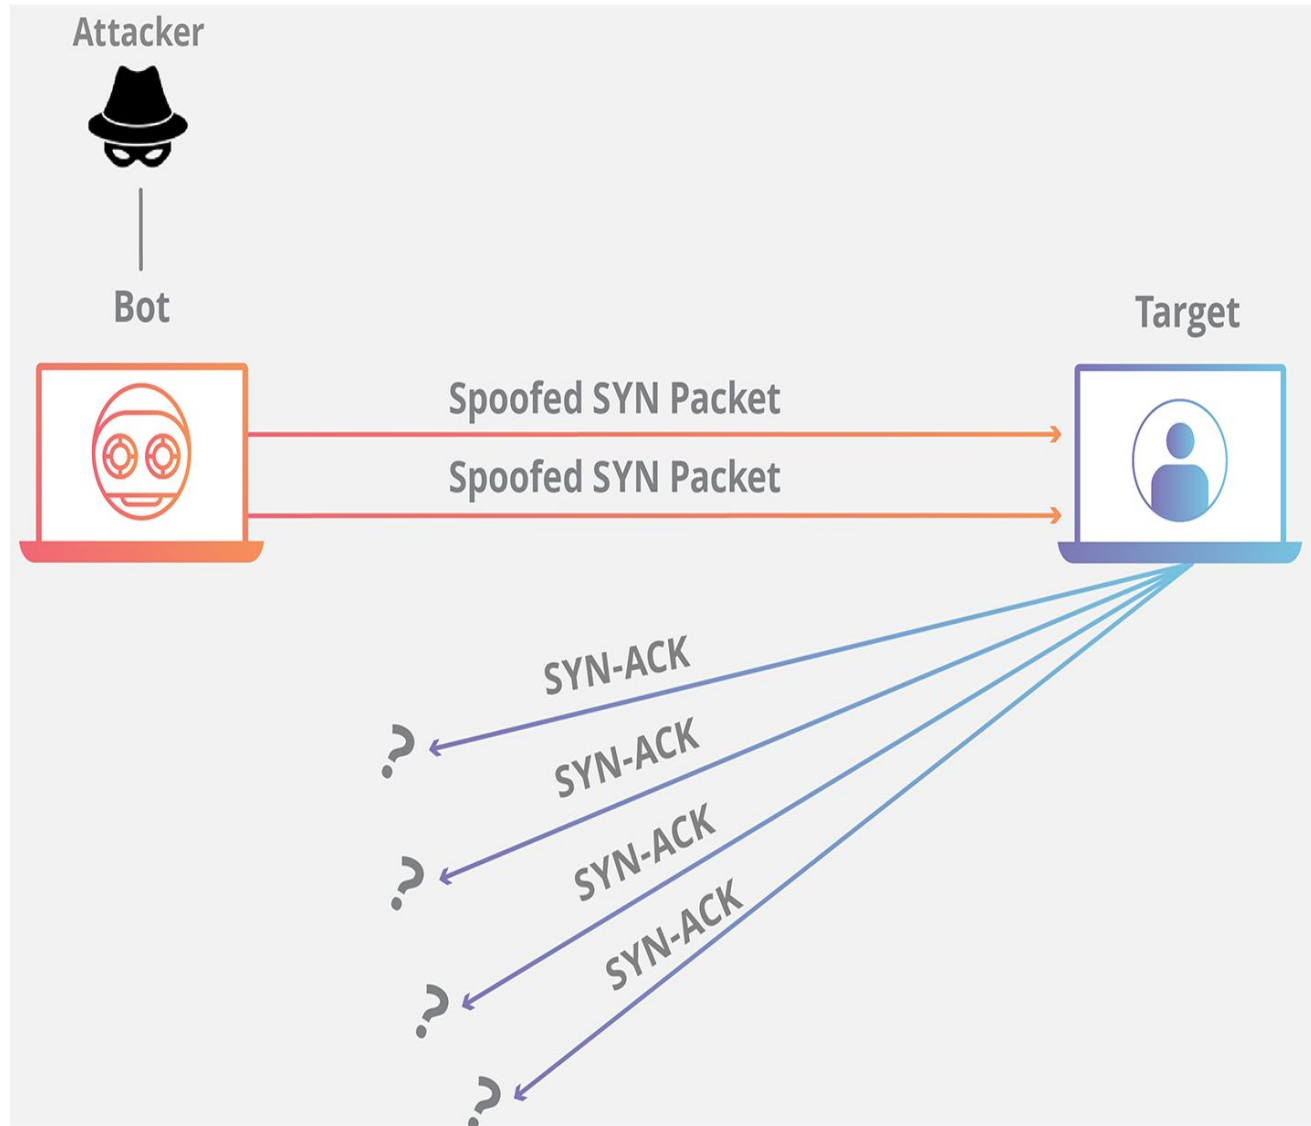 Attacker
Bot
Target
Spoofed SYN Packet
Spoofed SYN Packet
SYN-ACK
?
SYN-ACK
?
SYN-ACK
?
SYN-ACK
?